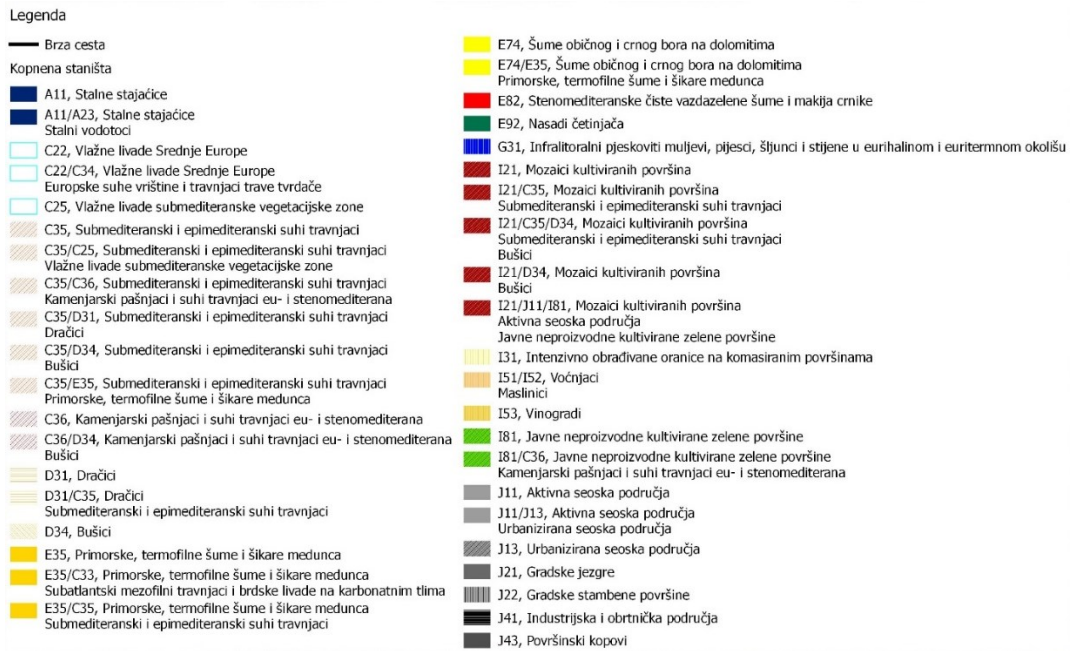 Legenda
Brza cesta
Kopnena staništa
A11, Stalne stajaćice
A11/A23, Stalne stajaćice
Stalni vodotoci
C22, Vlažne livade Srednje Europe
C22/C34, Vlažne livade Srednje Europe
Europske suhe vrištine i travnjaci trave tvrdače
C25, Vlažne livade submediteranske vegetacijske zone
C35, Submediteranski i epimediteranski suhi travnjaci
C35/C25, Submediteranski i epimediteranski suhi travnjaci
Vlažne livade submediteranske vegetacijske zone
C35/C36, Submediteranski i epimediteranski suhi travnjaci
Kamenjarski pašnjaci i suhi travnjaci eu- i stenomediterana
C35/D31, Submediteranski i epimediteranski suhi travnjaci
Dračici
C35/D34, Submediteranski i epimediteranski suhi travnjaci
Bušici
C35/E35, Submediteranski i epimediteranski suhi travnjaci
Primorske, termofilne šume i šikare medunca
C36, Kamenjarski pašnjaci i suhi travnjaci eu- i stenomediterana
C36/D34, Kamenjarski pašnjaci i suhi travnjaci eu- i stenomediterana
Bušici
D31, Dračici
D31/C35, Dračici
Submediteranski i epimediteranski suhi travnjaci
D34, Bušici
E35, Primorske, termofilne šume i šikare medunca
E35/C33, Primorske, termofilne šume i šikare medunca
Subatlantski mezofilni travnjaci i brdske livade na karbonatnim tlima
E35/C35, Primorske, termofilne šume i šikare medunca
Submediteranski i epimediteranski suhi travnjaci
E74, Šume običnog i crnog bora na dolomitima
E74/E35, Šume običnog i crnog bora na dolomitima
Primorske, termofilne šume i šikare medunca
E82, Stenomediteranske čiste vazdazelene šume i makija crnike
E92, Nasadi četinjača
G31, Infralitoralni pjeskoviti muljevi, pijesci, šljunci i stijene u eurihalinom i euritermnom okolišu
I21, Mozaici kultiviranih površina
I21/C35, Mozaici kultiviranih površina
Submediteranski i epimediteranski suhi travnjaci
I21/C35/D34, Mozaici kultiviranih površina
Submediteranski i epimediteranski suhi travnjaci
Bušici
I21/D34, Mozaici kultiviranih površina
Bušici
I21/J11/I81, Mozaici kultiviranih površina
Aktivna seoska područja
Javne neproizvodne kultivirane zelene površine
I31, Intenzivno obrađivane oranice na komasiranim površinama
I51/I52, Voćnjaci
Maslinici
I53, Vinogradi
I81, Javne neproizvodne kultivirane zelene površine
I81/C36, Javne neproizvodne kultivirane zelene površine
Kamenjarski pašnjaci i suhi travnjaci eu- i stenomediterana
J11, Aktivna seoska područja
J11/J13, Aktivna seoska područja
Urbanizirana seoska područja
J13, Urbanizirana seoska područja
J21, Gradske jezgre
J22, Gradske stambene površine
J41, Industrijska i obrtnička područja
J43, Površinski kopovi